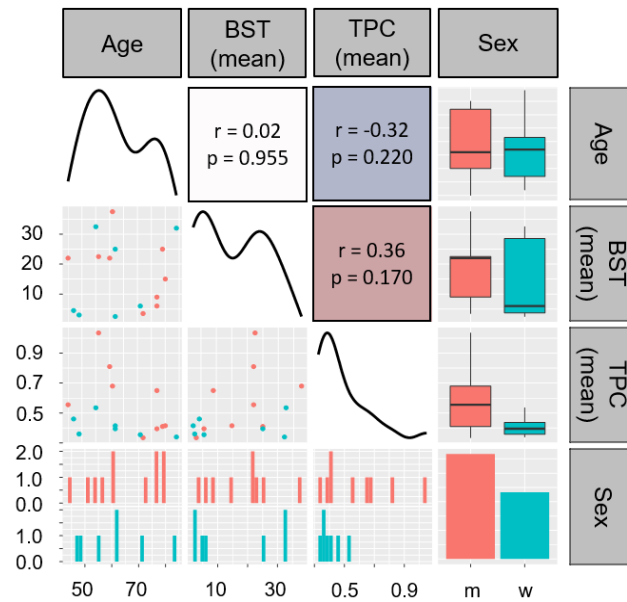 Age
BST
(mean)
TPC
(mean)
Sex
r = 0.02
p = 0.955
r = -0.32
p = 0.220
Age
30
20
10
r = 0.36
p = 0.170
BST
(mean)
0.9
0.7
0.5
TPC
(mean)
2.0
1.0
0.0
1.0
0.0
Sex
50 70 10 30 0.5 0.9 m w